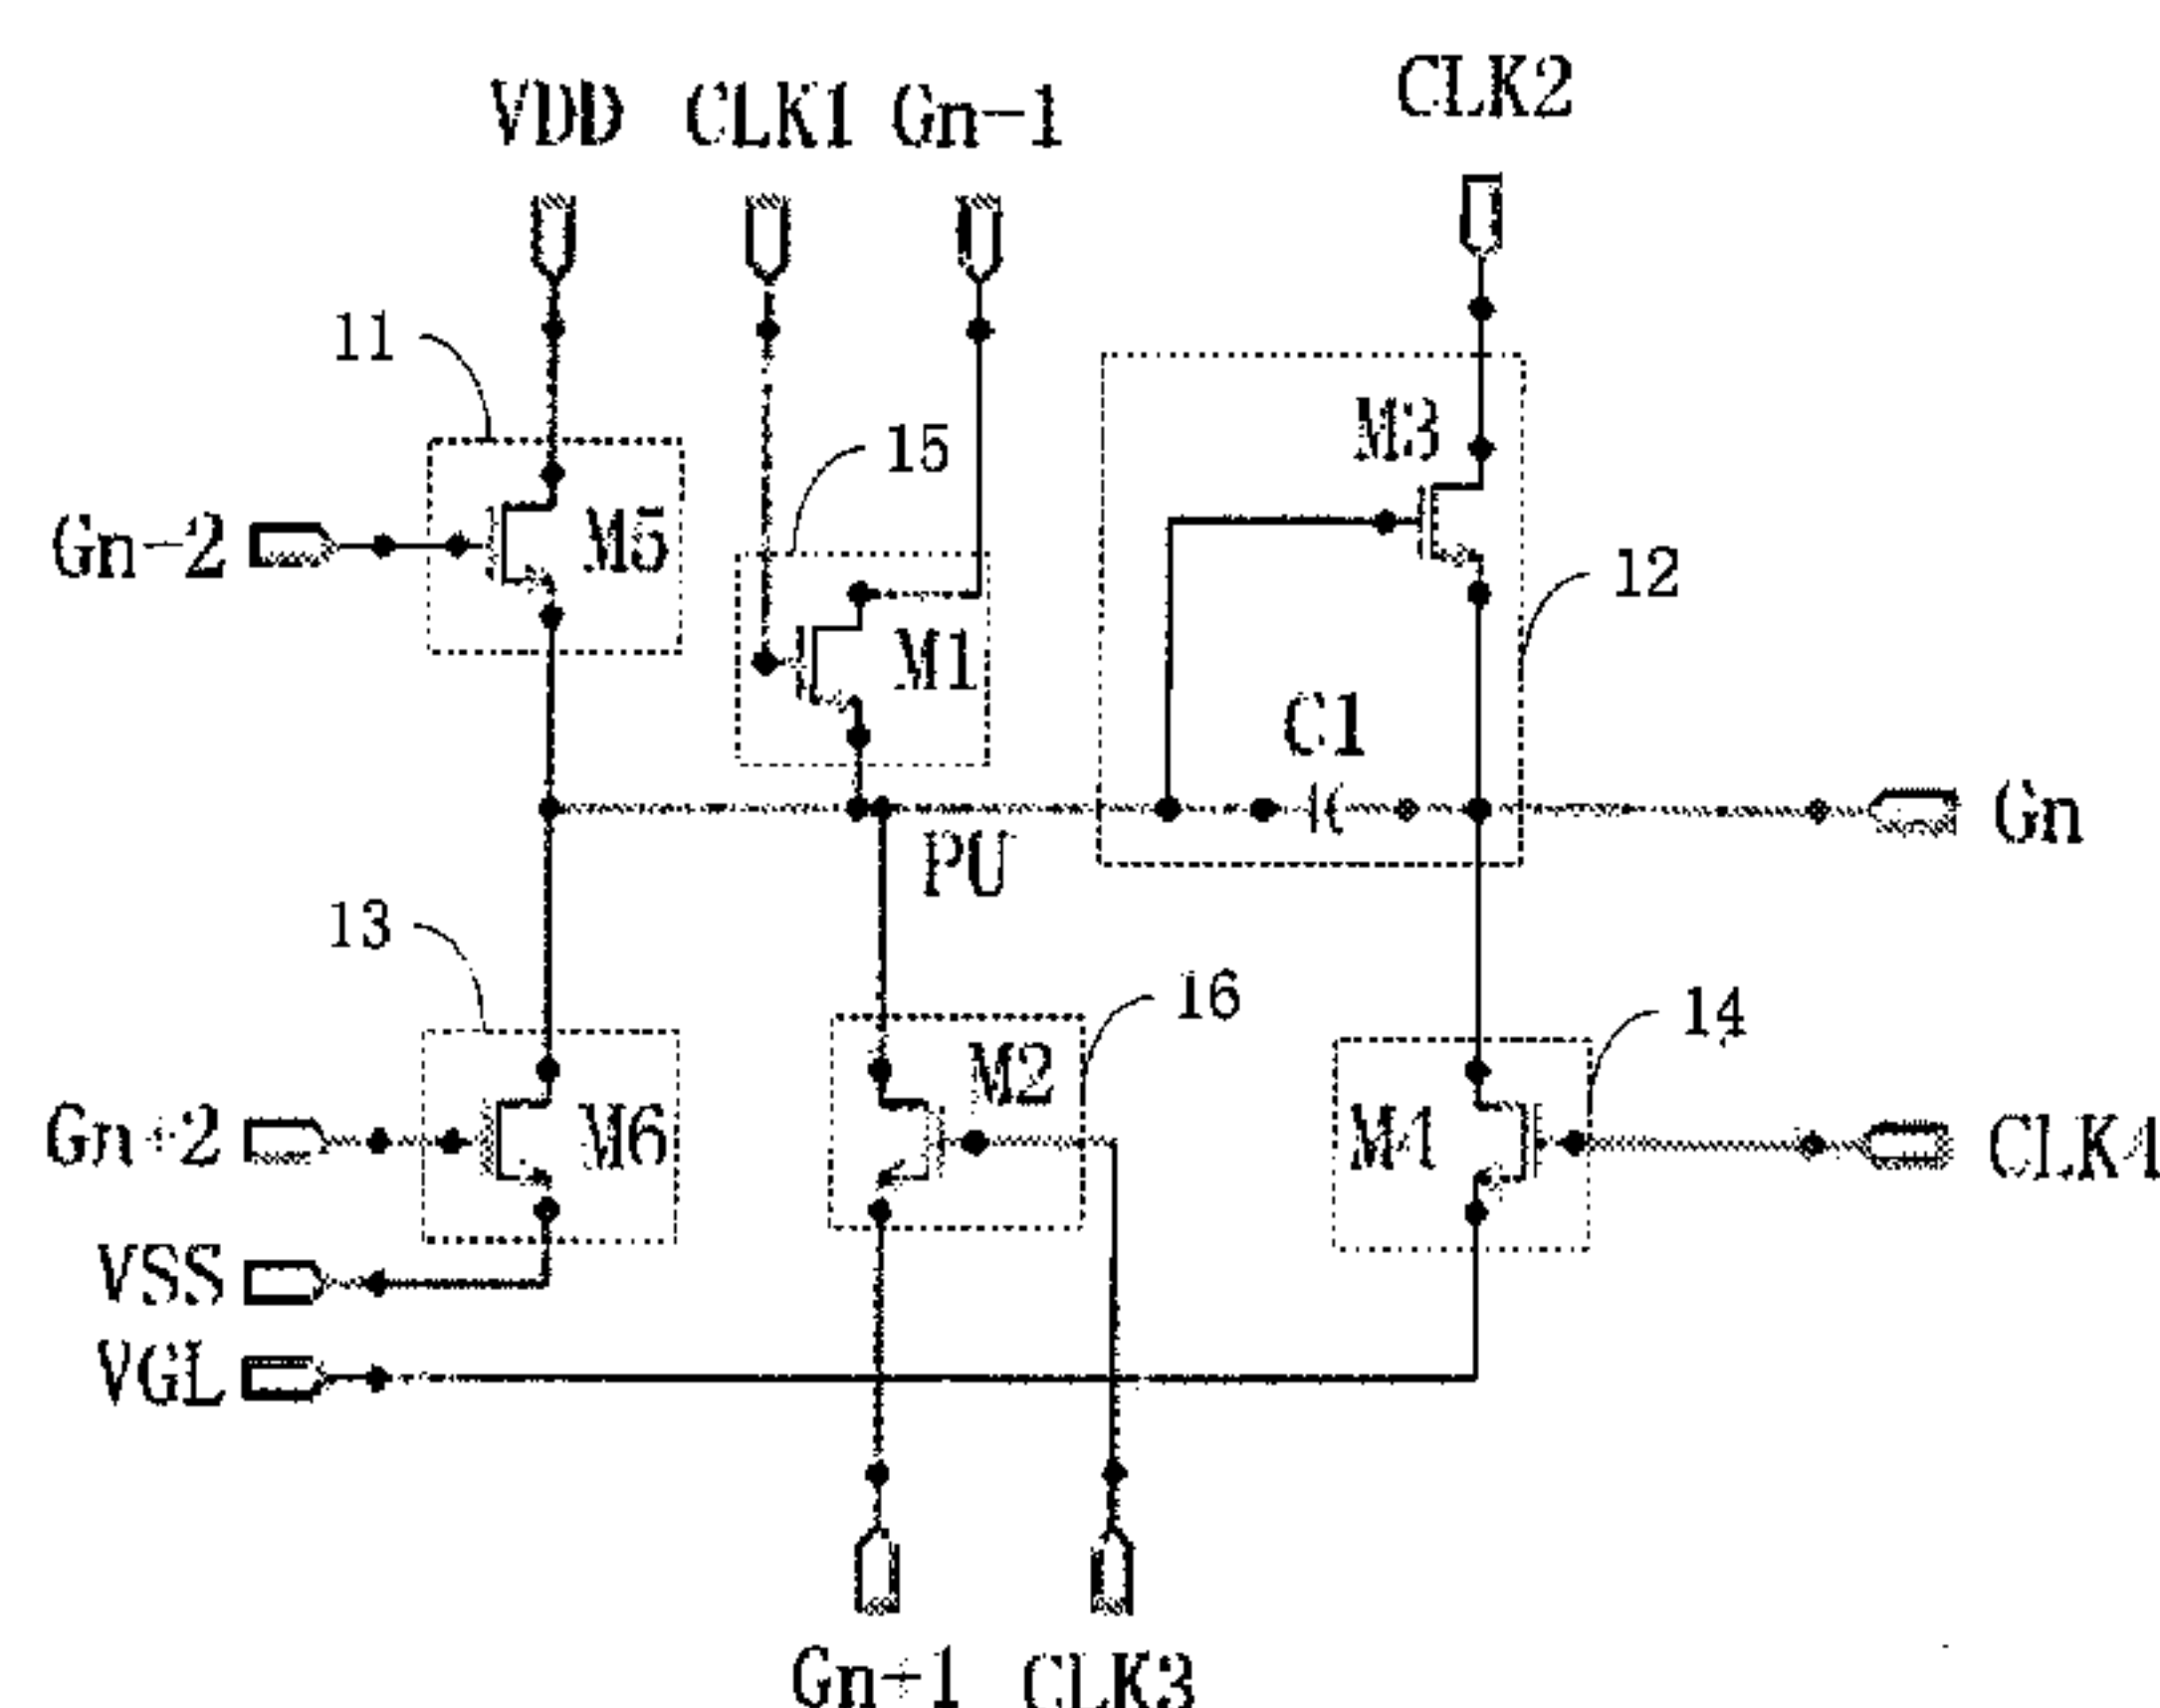 VDD CLK1 Gn-1 CLK2
11
M3
15
Gn-2
M5
12
M1
C1
Gn
PU
13
16
14
M2
Gn+2
M6
M4
CLK4
VSS
VGL
Gn+1 CLK3